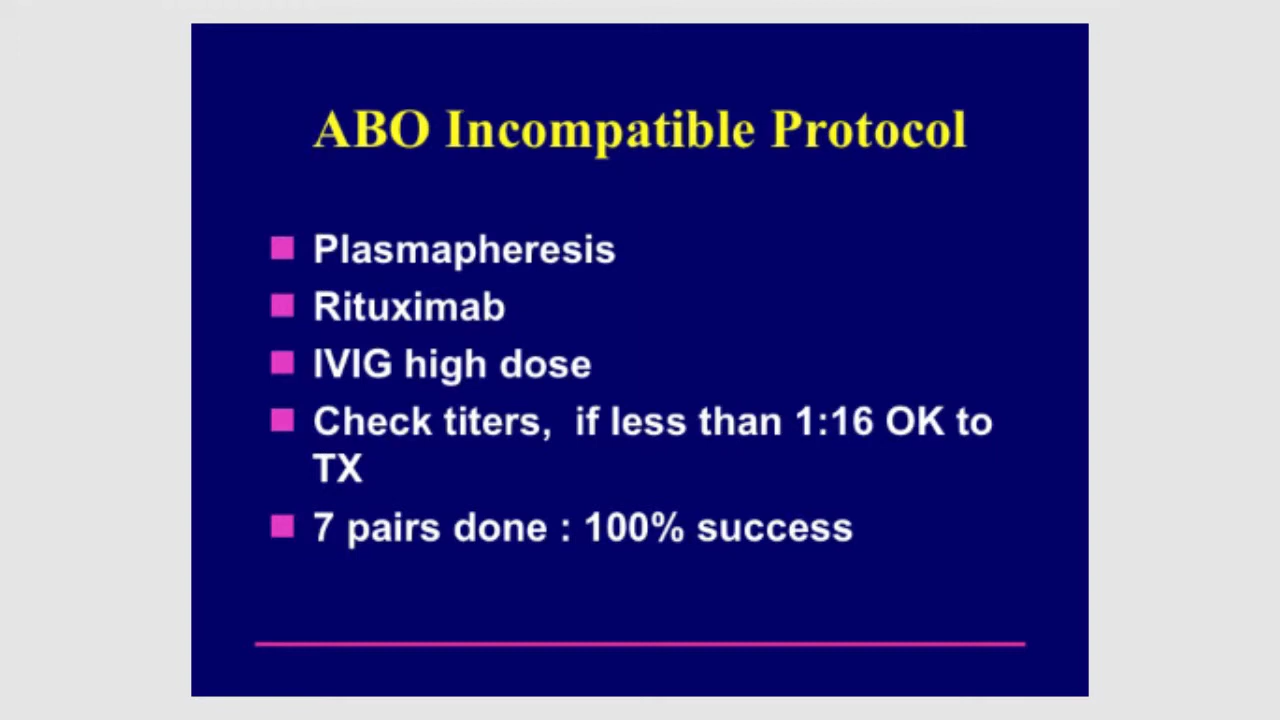 ABO Incompatible Protocol
Plasmapheresis
Rituximab
IVIG high dose
Check titers,  if less than 1:16 OK to
TX
7 pairs done : 100% success